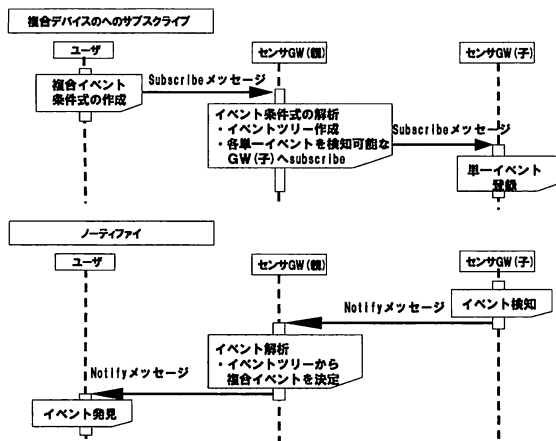 複合デバイスのへのサブスクライブ
ユーザ
センサGW(親)
センサGW(子)
複合イベント
条件式の作成
Subscribeメッセージ
イベント条件式の解析
・イベントツリー作成
・各単一イベントを検知可能な
GW(子)へsubscribe
Subscribeメッセージ
単一イベント
登録
ノーティファイ
ユーザ
センサGW(親)
センサGW(子)
イベント検知
Notifyメッセージ
イベント解析
・イベントツリーから
複合イベントを決定
Notifyメッセージ
イベント発見